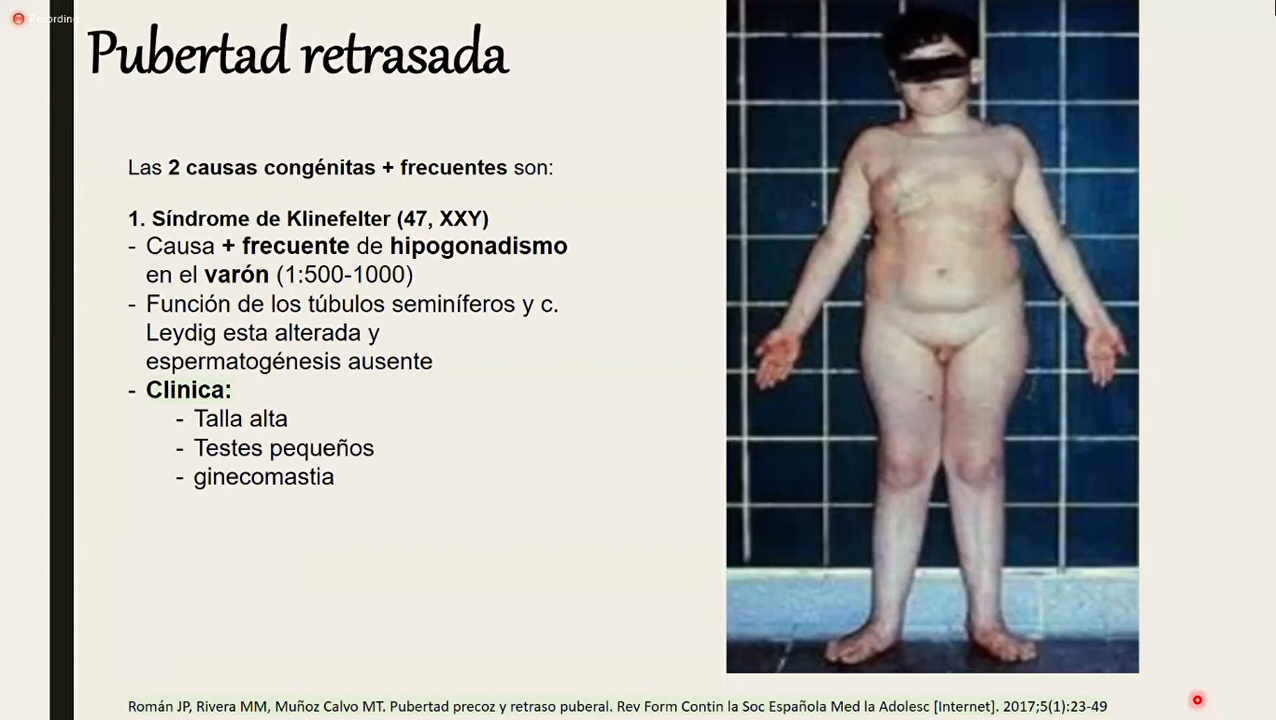 Recording
Pubertad retrasada
Las 2 causas congénitas + frecuentes son:
1. Síndrome de Klinefelter (47, XXY)
- Causa + frecuente de hipogonadismo
en el varón (1:500-1000)
- Función de los túbulos seminíferos y c.
Leydig esta alterada y
espermatogénesis ausente
- Clinica:
- Talla alta
- Testes pequeños
- ginecomastia
Román JP, Rivera MM, Muñoz Calvo MT. Pubertad precoz y retraso puberal. Rev Form Contin la Soc Española Med la Adolesc [Internet]. 2017;5(1):23-49